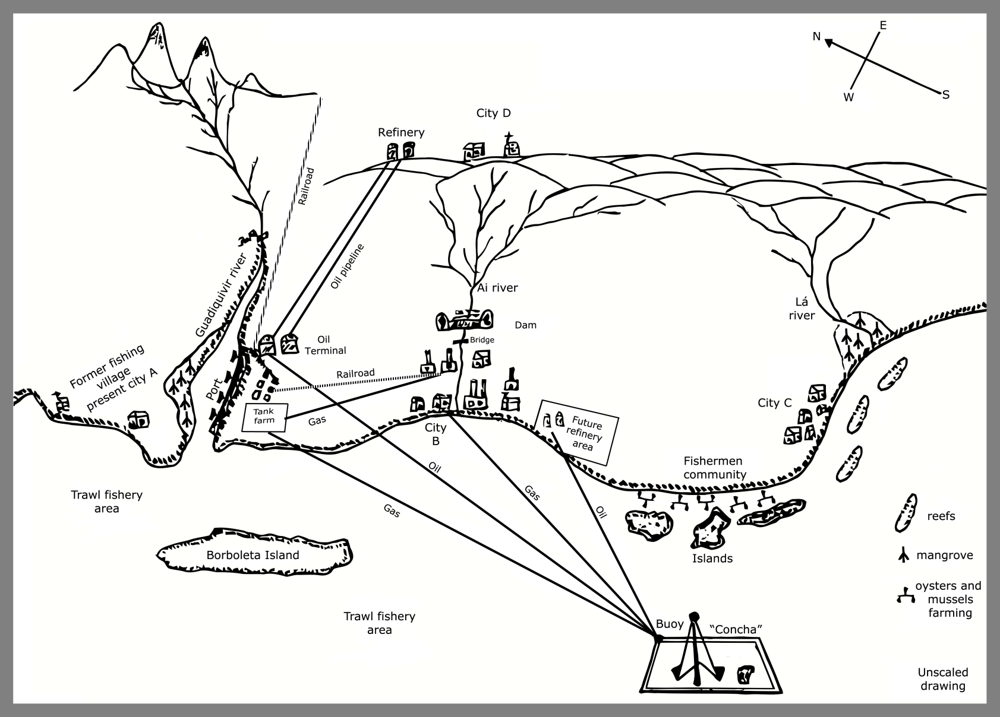 E
N
W
S
City D
Refinery
Railroad
Oil pipeline
Guadiquivir river
Ai river
Lá
river
Dam
Bridge
Oil
Terminal
Former fishing
village
present city A
Port
Railroad
Tank
farm
Gas
City
B
Future
refinery
area
City C
Fishermen
community
Oil
Gas
Gas
Oil
Trawl fishery
area
Borboleta Island
Islands
reefs
mangrove
oysters and
mussels
farming
Trawl fishery
area
Buoy
“Concha”
Unscaled
drawing